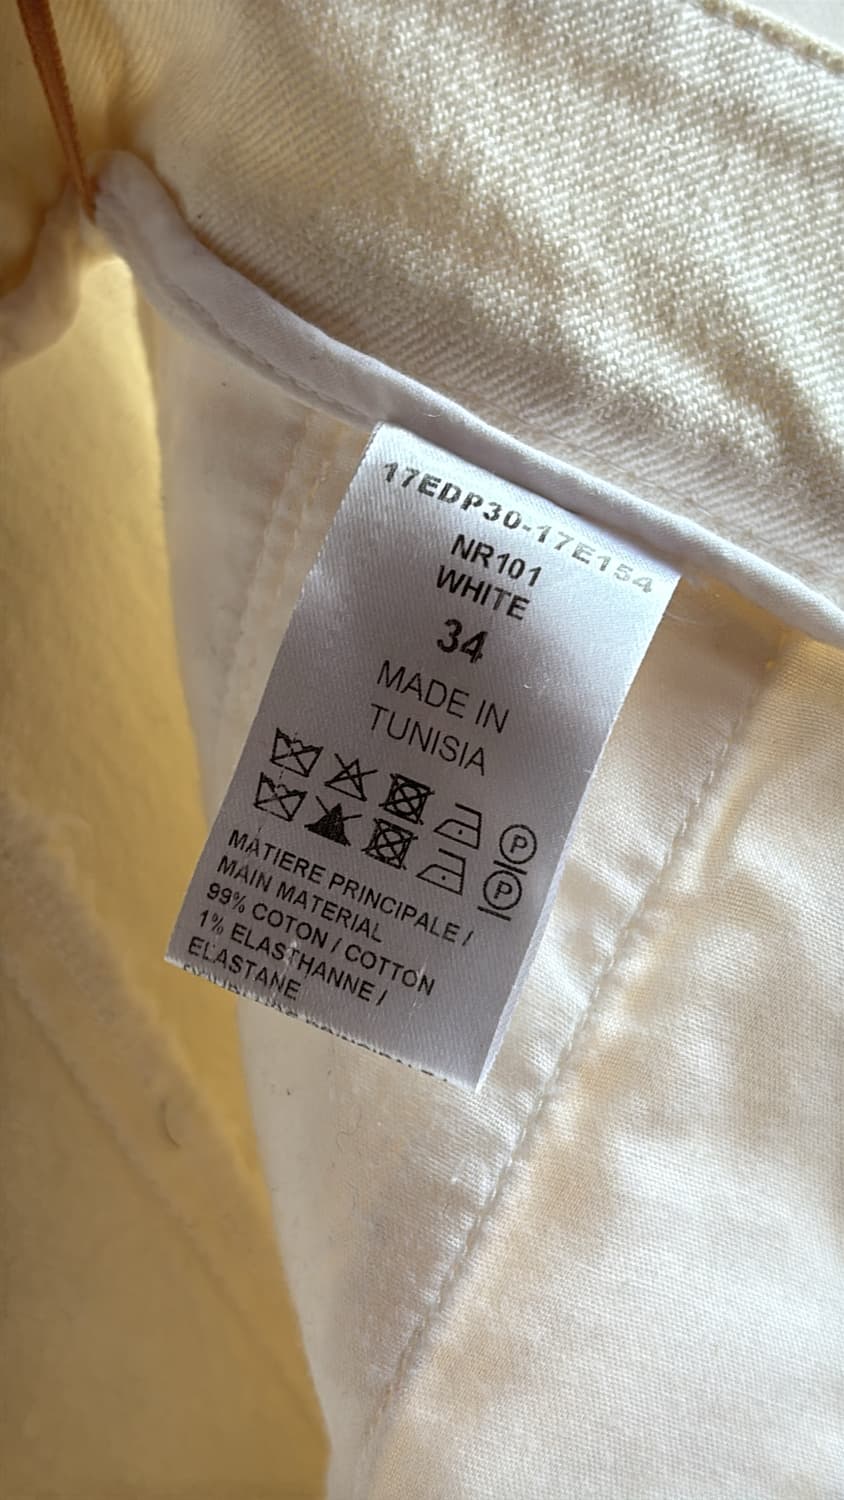 17EDP30-17E154
NR101
WHITE
34
MADE IN
TUNISIA
P
P
MATIERE PRINCIPALE /
MAIN MATERIAL
99% COTON / COTTON
1% ELASTHANNE /
ELASTANE